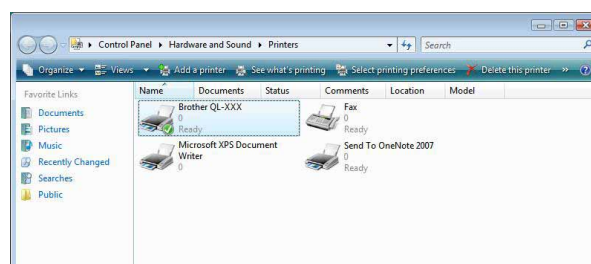 Control Panel ▸ Hardware and Sound ▸ Printers
Search
Organize Views Add a printer See what's printing Select printing preferences Delete this printer »
Favorite Links
Documents
Pictures
Music
Recently Changed
Searches
Public
Name Documents Status Comments Location Model
Brother QL-XXX
0
Ready
Fax
0
Ready
Microsoft XPS Document
Writer
0
Send To OneNote 2007
0
Ready